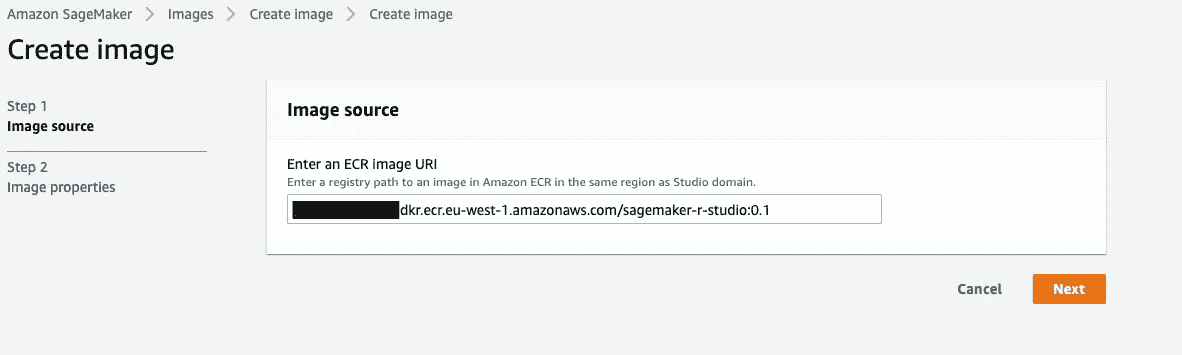 Amazon SageMaker > Images > Create image > Create image
Create image
Step 1
Image source
Step 2
Image properties
Image source
Enter an ECR image URI
Enter a registry path to an image in Amazon ECR in the same region as Studio domain.
dkr.ecr.eu-west-1.amazonaws.com/sagemaker-r-studio:0.1
Cancel
Next